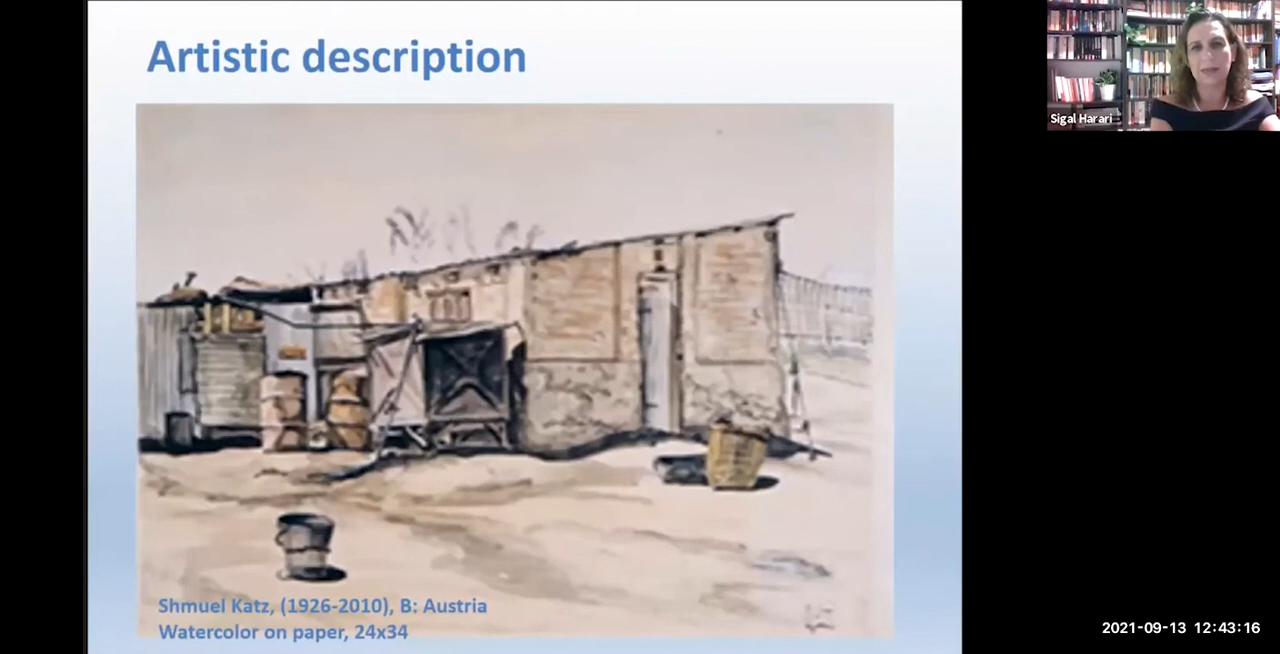 Artistic description
Sigal Harari
Shmuel Katz, (1926-2010), B: Austria
Watercolor on paper, 24x34
2021-09-13 12:43:16